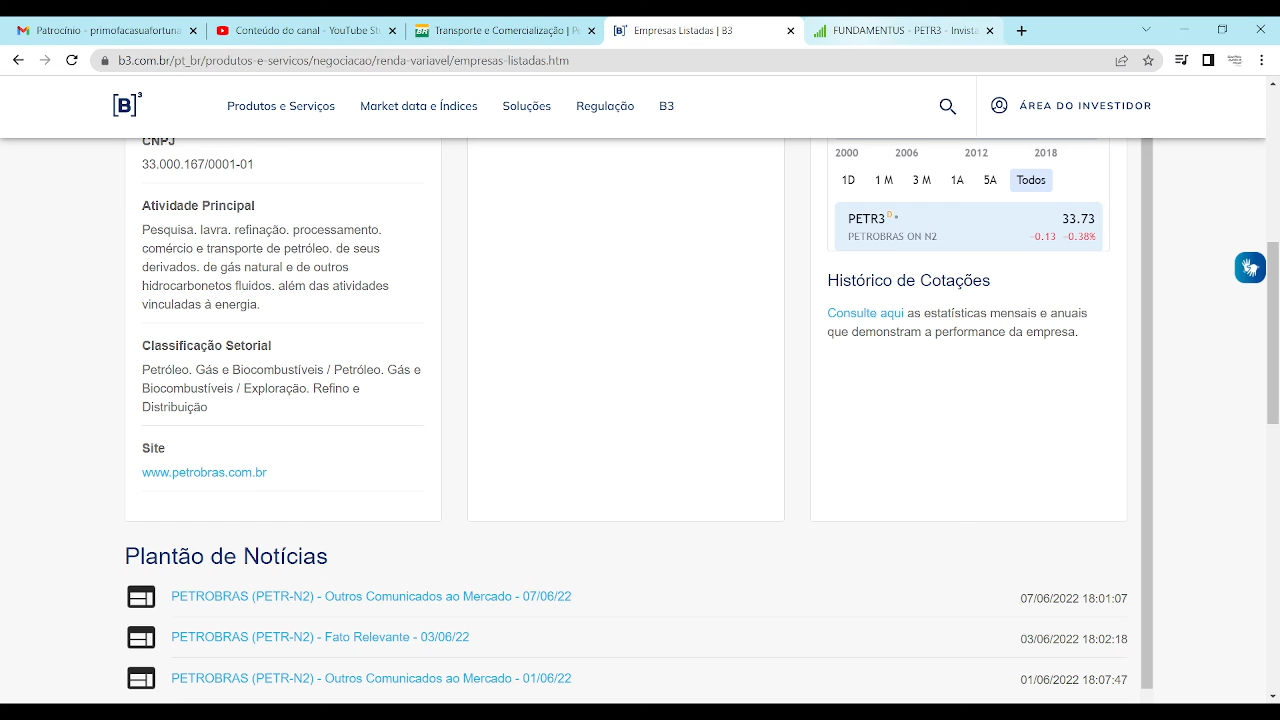 Patrocínio - primofacasuafortuna
Conteúdo do canal - YouTube St
Transporte e Comercialização | P
Empresas Listadas | B3
FUNDAMENTUS - PETR3 - Invista
b3.com.br/pt_br/produtos-e-servicos/negociacao/renda-variavel/empresas-listadas.htm
[B]3
Produtos e Serviços
Market data e Índices
Soluções
Regulação
B3
ÁREA DO INVESTIDOR
CNPJ
33.000.167/0001-01
Atividade Principal
Pesquisa. lavra. refinação. processamento.
comércio e transporte de petróleo. de seus
derivados. de gás natural e de outros
hidrocarbonetos fluidos. além das atividades
vinculadas à energia.
Classificação Setorial
Petróleo. Gás e Biocombustíveis / Petróleo. Gás e
Biocombustíveis / Exploração. Refino e
Distribuição
Site
www.petrobras.com.br
2000 2006 2012 2018
1D 1 M 3 M 1A 5A Todos
PETR3 D 33.73
PETROBRAS ON N2 −0.13 −0.38%
Histórico de Cotações
Consulte aqui as estatísticas mensais e anuais
que demonstram a performance da empresa.
Plantão de Notícias
PETROBRAS (PETR-N2) - Outros Comunicados ao Mercado - 07/06/22 07/06/2022 18:01:07
PETROBRAS (PETR-N2) - Fato Relevante - 03/06/22 03/06/2022 18:02:18
PETROBRAS (PETR-N2) - Outros Comunicados ao Mercado - 01/06/22 01/06/2022 18:07:47